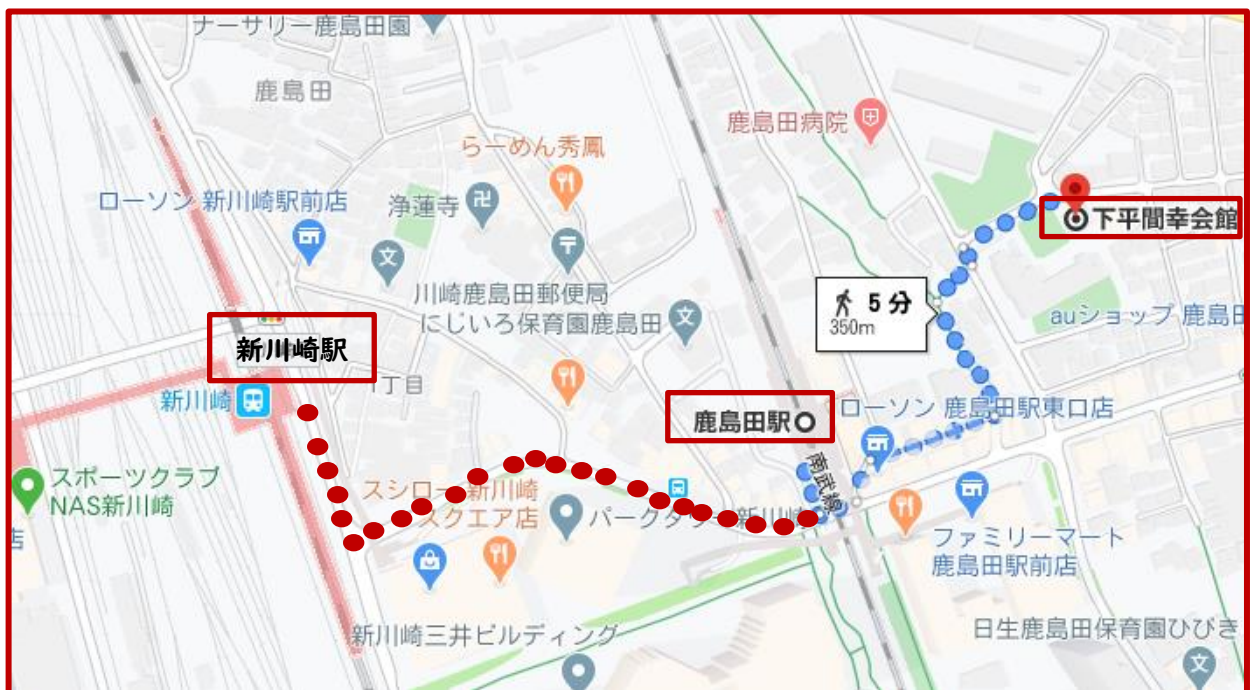 ナーサリー鹿島田園
鹿島田
鹿島田病院
らーめん秀鳳
ローソン 新川崎駅前店
浄蓮寺
下平間幸会館
川崎鹿島田郵便局
にじいろ保育園鹿島田
5 分
350m
auショップ 鹿島田
新川崎駅
1丁目
新川崎
鹿島田駅
ローソン 鹿島田駅東口店
南武線
スポーツクラブ
NAS新川崎
スシロー 新川崎
スクエア店
パークタワー新川崎
店
ファミリーマート
鹿島田駅前店
新川崎三井ビルディング
日生鹿島田保育園ひびき